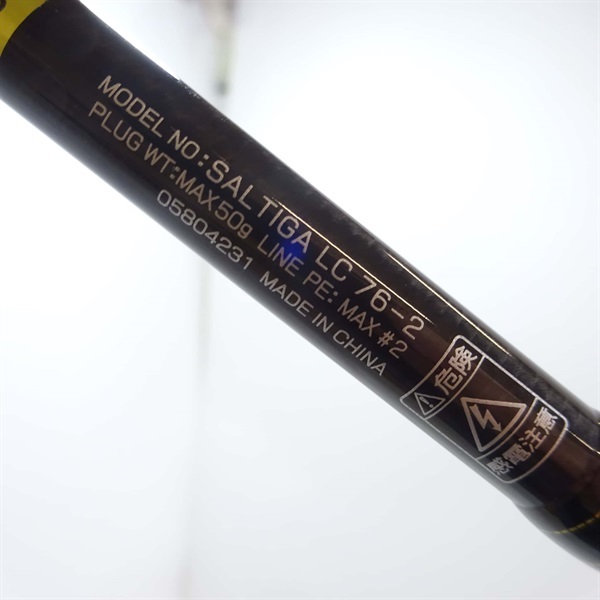 MODEL NO: SALTIGA LC 76-2
PLUG WT:MAX50g LINE PE: MAX #2
05804231 MADE IN CHINA
危険
感電注意